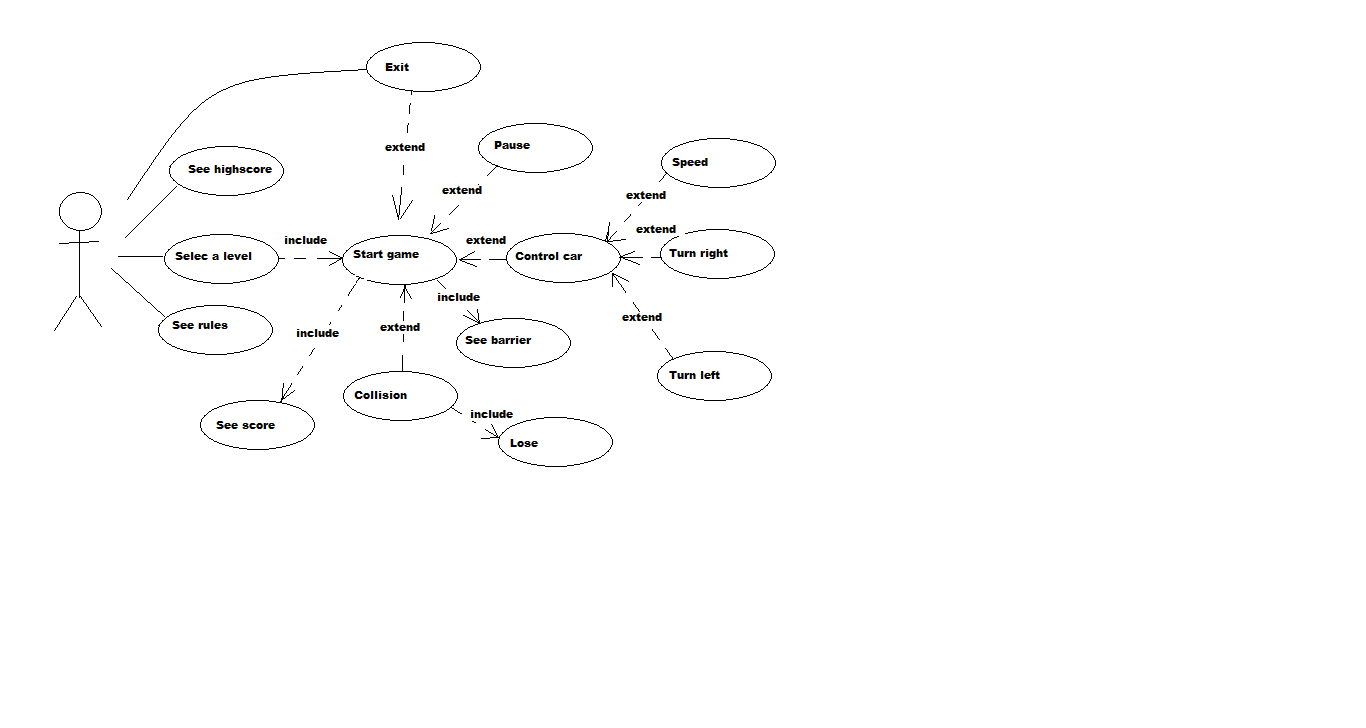 Exit
extend
Pause
Speed
See highscore
extend
extend
extend
include
extend
Selec a level
Start game
Control car
Turn right
include
extend
See rules
include
extend
See barrier
Turn left
Collision
include
See score
Lose